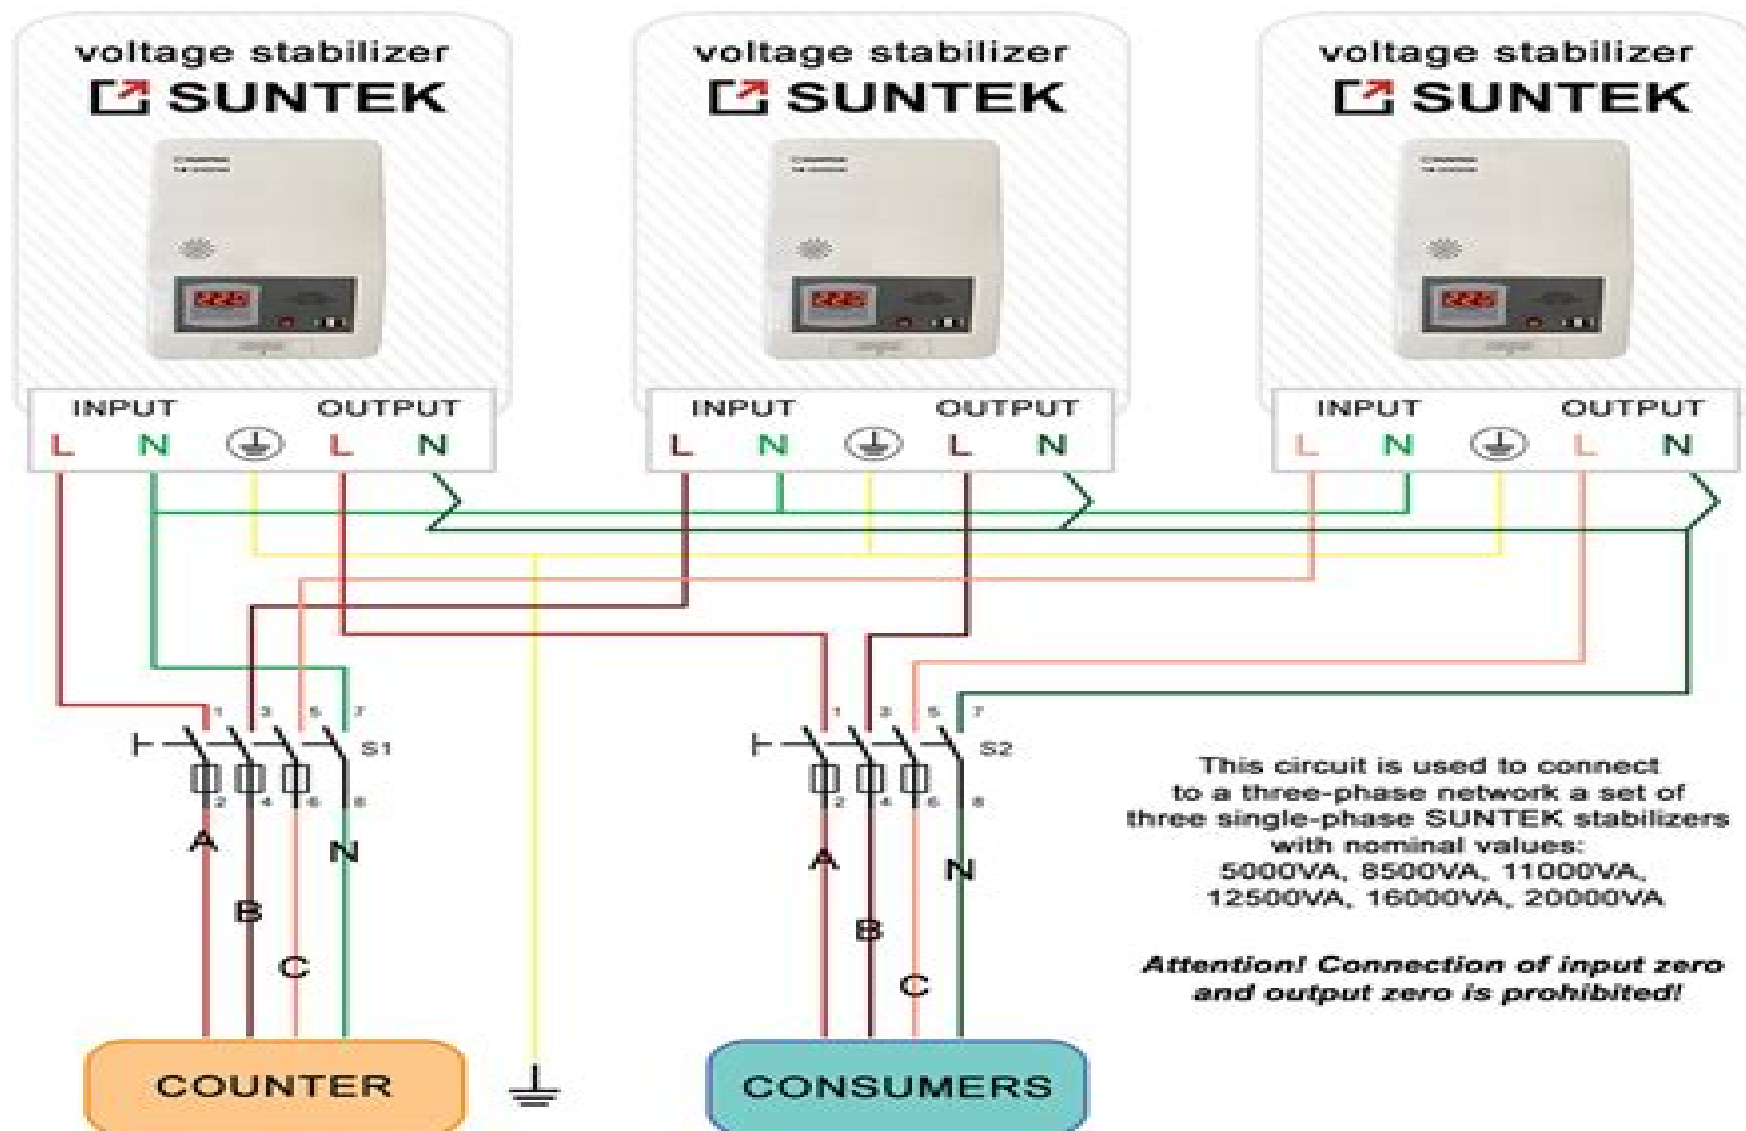 voltage stabilizer
SUNTEK
INPUT OUTPUT
L N L N
voltage stabilizer
SUNTEK
INPUT OUTPUT
L N L N
voltage stabilizer
SUNTEK
INPUT OUTPUT
L N L N
1 3 5 7
S1
2 4 6 8
A
B
C
N
COUNTER
1 3 5 7
S2
2 4 6 8
A
B
C
N
CONSUMERS
This circuit is used to connect
to a three-phase network a set of
three single-phase SUNTEK stabilizers
with nominal values:
5000VA, 8500VA, 11000VA,
12500VA, 16000VA, 20000VA
Attention! Connection of input zero
and output zero is prohibited!